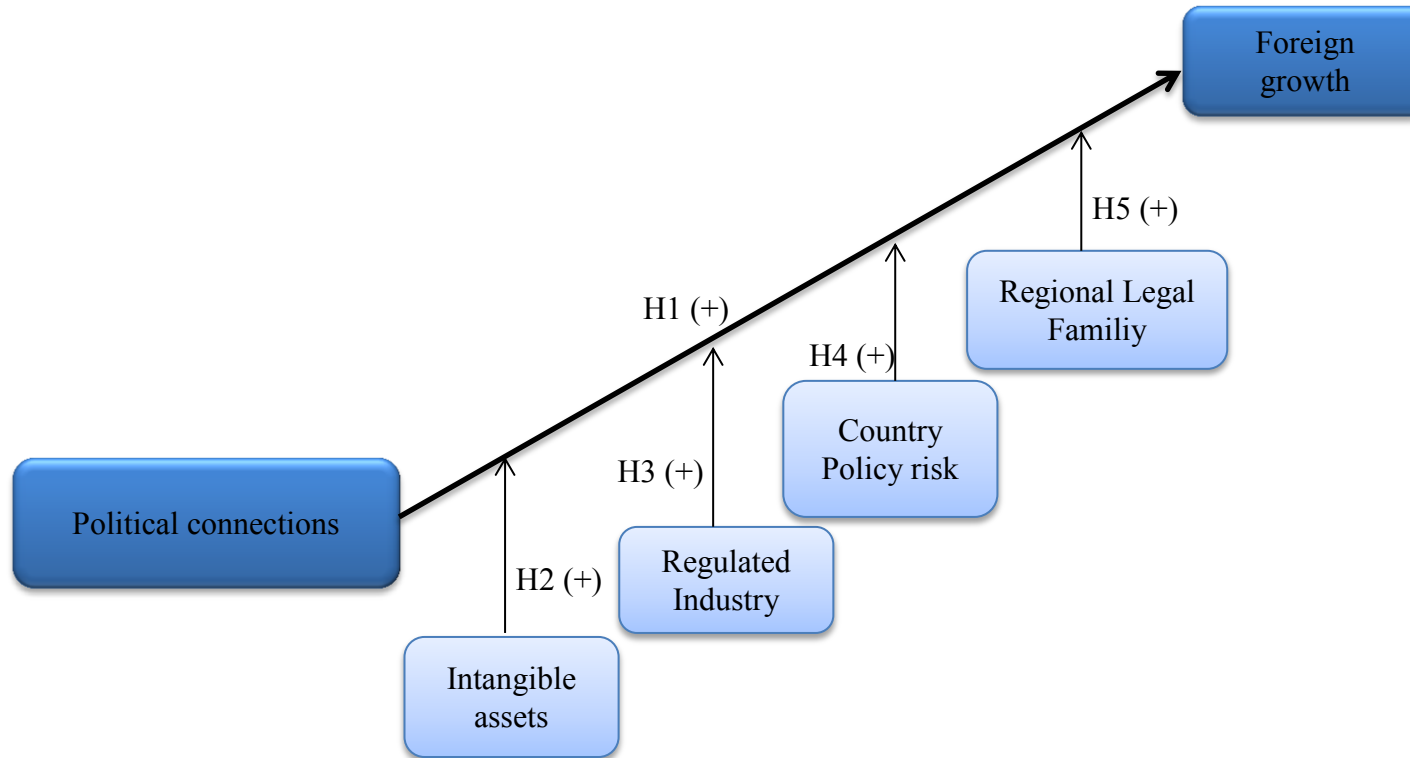 Foreign
growth
H5 (+)
Regional Legal
Familiy
H1 (+)
H4 (+)
Country
Policy risk
H3 (+)
Political connections
Regulated
Industry
H2 (+)
Intangible
assets